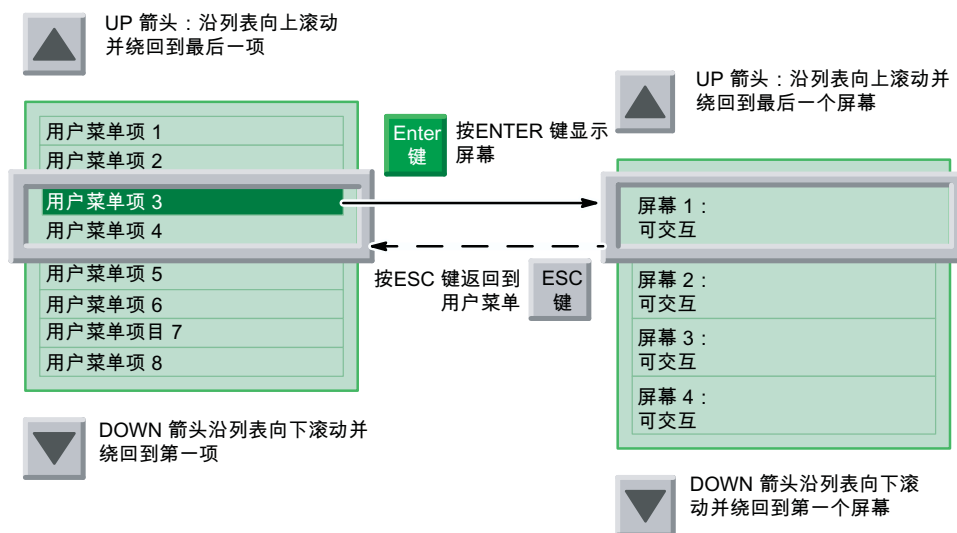 UP 箭头：沿列表向上滚动
并绕回到最后一项
用户菜单项 1
用户菜单项 2
用户菜单项 3
用户菜单项 4
用户菜单项 5
用户菜单项 6
用户菜单项目 7
用户菜单项 8
DOWN 箭头沿列表向下滚动并
绕回到第一项
Enter
键
按ENTER 键显示
屏幕
按ESC 键返回到
用户菜单
ESC
键
UP 箭头：沿列表向上滚动并
绕回到最后一个屏幕
屏幕 1：
可交互
屏幕 2：
可交互
屏幕 3：
可交互
屏幕 4：
可交互
DOWN 箭头沿列表向下滚
动并绕回到第一个屏幕